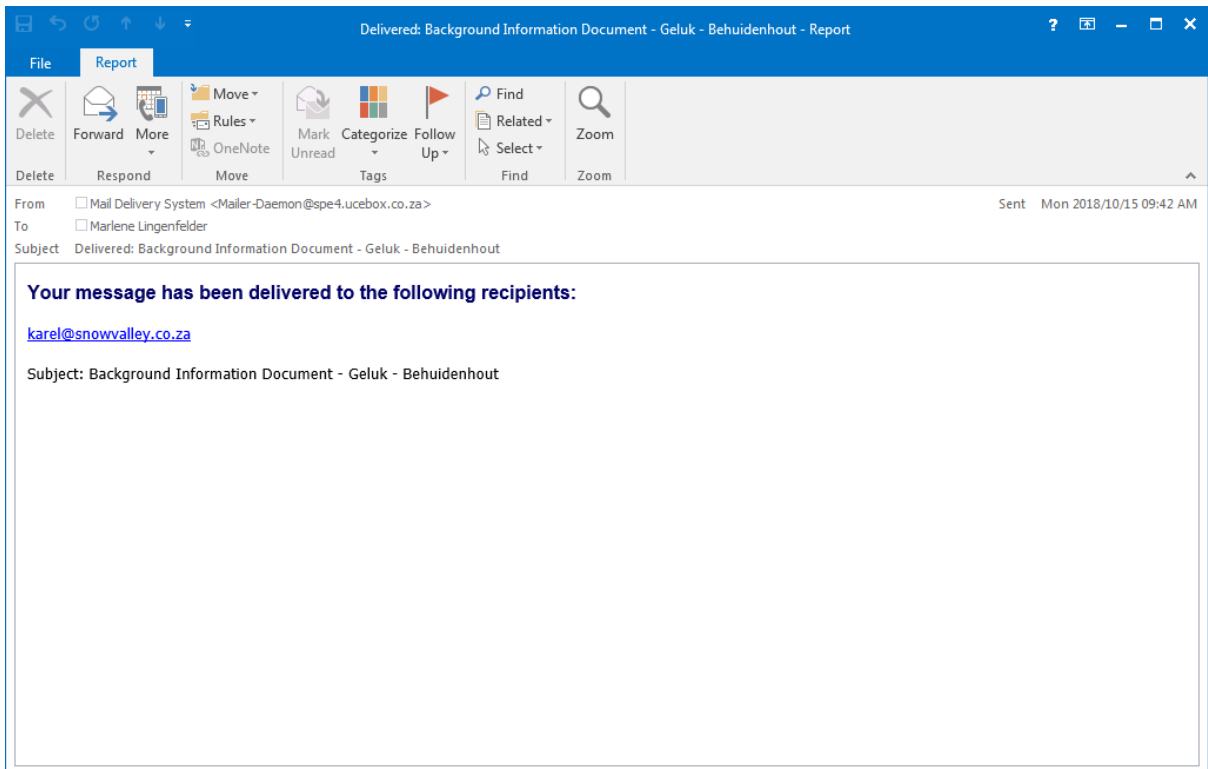 Delivered: Background Information Document - Geluk - Behuidenhout - Report
?
File Report
Delete
Forward
More
Move
Rules
OneNote
Mark Unread
Categorize
Follow Up
Find
Related
Select
Zoom
Delete Respond Move Tags Find Zoom
From Mail Delivery System <Mailer-Daemon@spe4.ucebox.co.za> Sent Mon 2018/10/15 09:42 AM
To Marlene Lingenfelder
Subject Delivered: Background Information Document - Geluk - Behuidenhout
Your message has been delivered to the following recipients:
karel@snowvalley.co.za
Subject: Background Information Document - Geluk - Behuidenhout